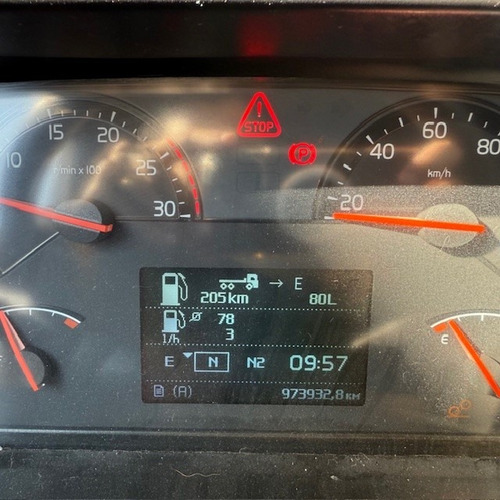 STOP
P
10 15 20 25 30
r/min x 100
20 40 60 80
km/h
→ E
205km 80L
Ø 78
l/h 3
E N N2 09:57
(A) 973932,8 KM
E